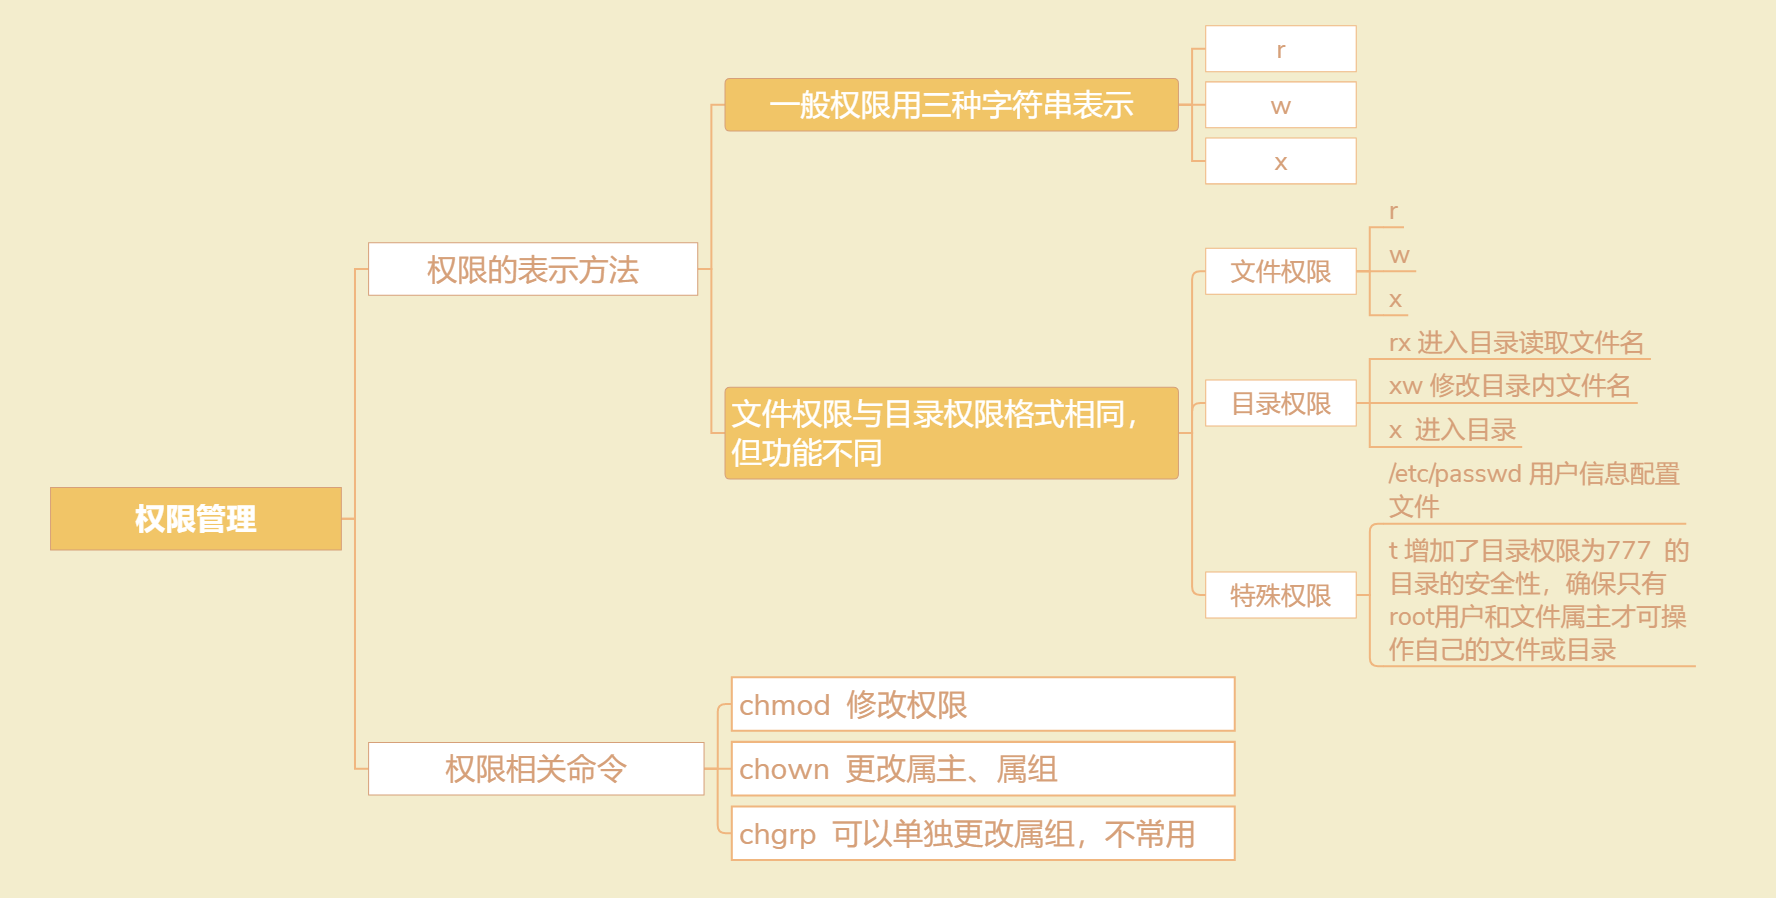 权限管理
权限的表示方法
一般权限用三种字符串表示
r
w
x
文件权限与目录权限格式相同，
但功能不同
文件权限
r
w
x
目录权限
rx 进入目录读取文件名
xw 修改目录内文件名
x 进入目录
特殊权限
/etc/passwd 用户信息配置
文件
t 增加了目录权限为777 的
目录的安全性，确保只有
root用户和文件属主才可操
作自己的文件或目录
权限相关命令
chmod 修改权限
chown 更改属主、属组
chgrp 可以单独更改属组，不常用